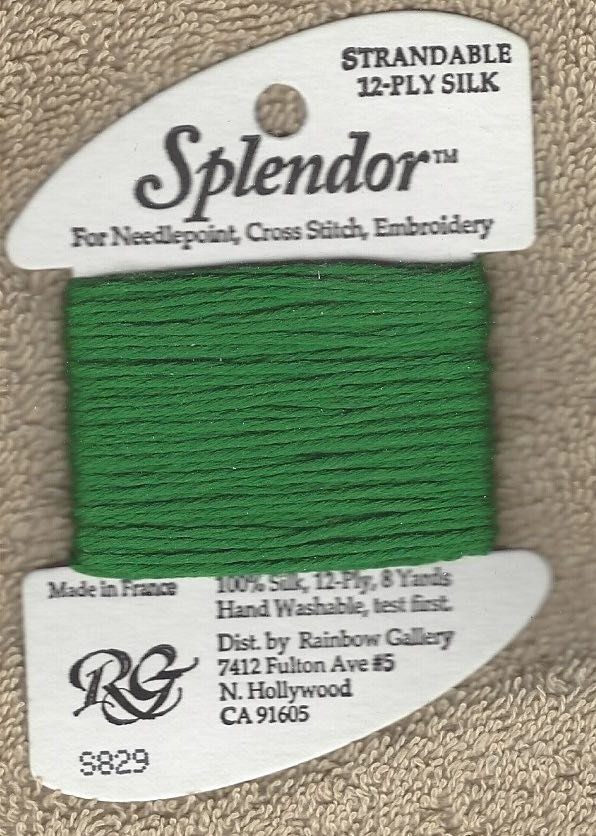 STRANDABLE
12-PLY SILK
Splendor™
For Needlepoint, Cross Stitch, Embroidery
Made in France
100% Silk, 12-Ply, 8 Yards
Hand Washable, test first.
Dist. by Rainbow Gallery
7412 Fulton Ave #5
N. Hollywood
CA 91605
RG
S829